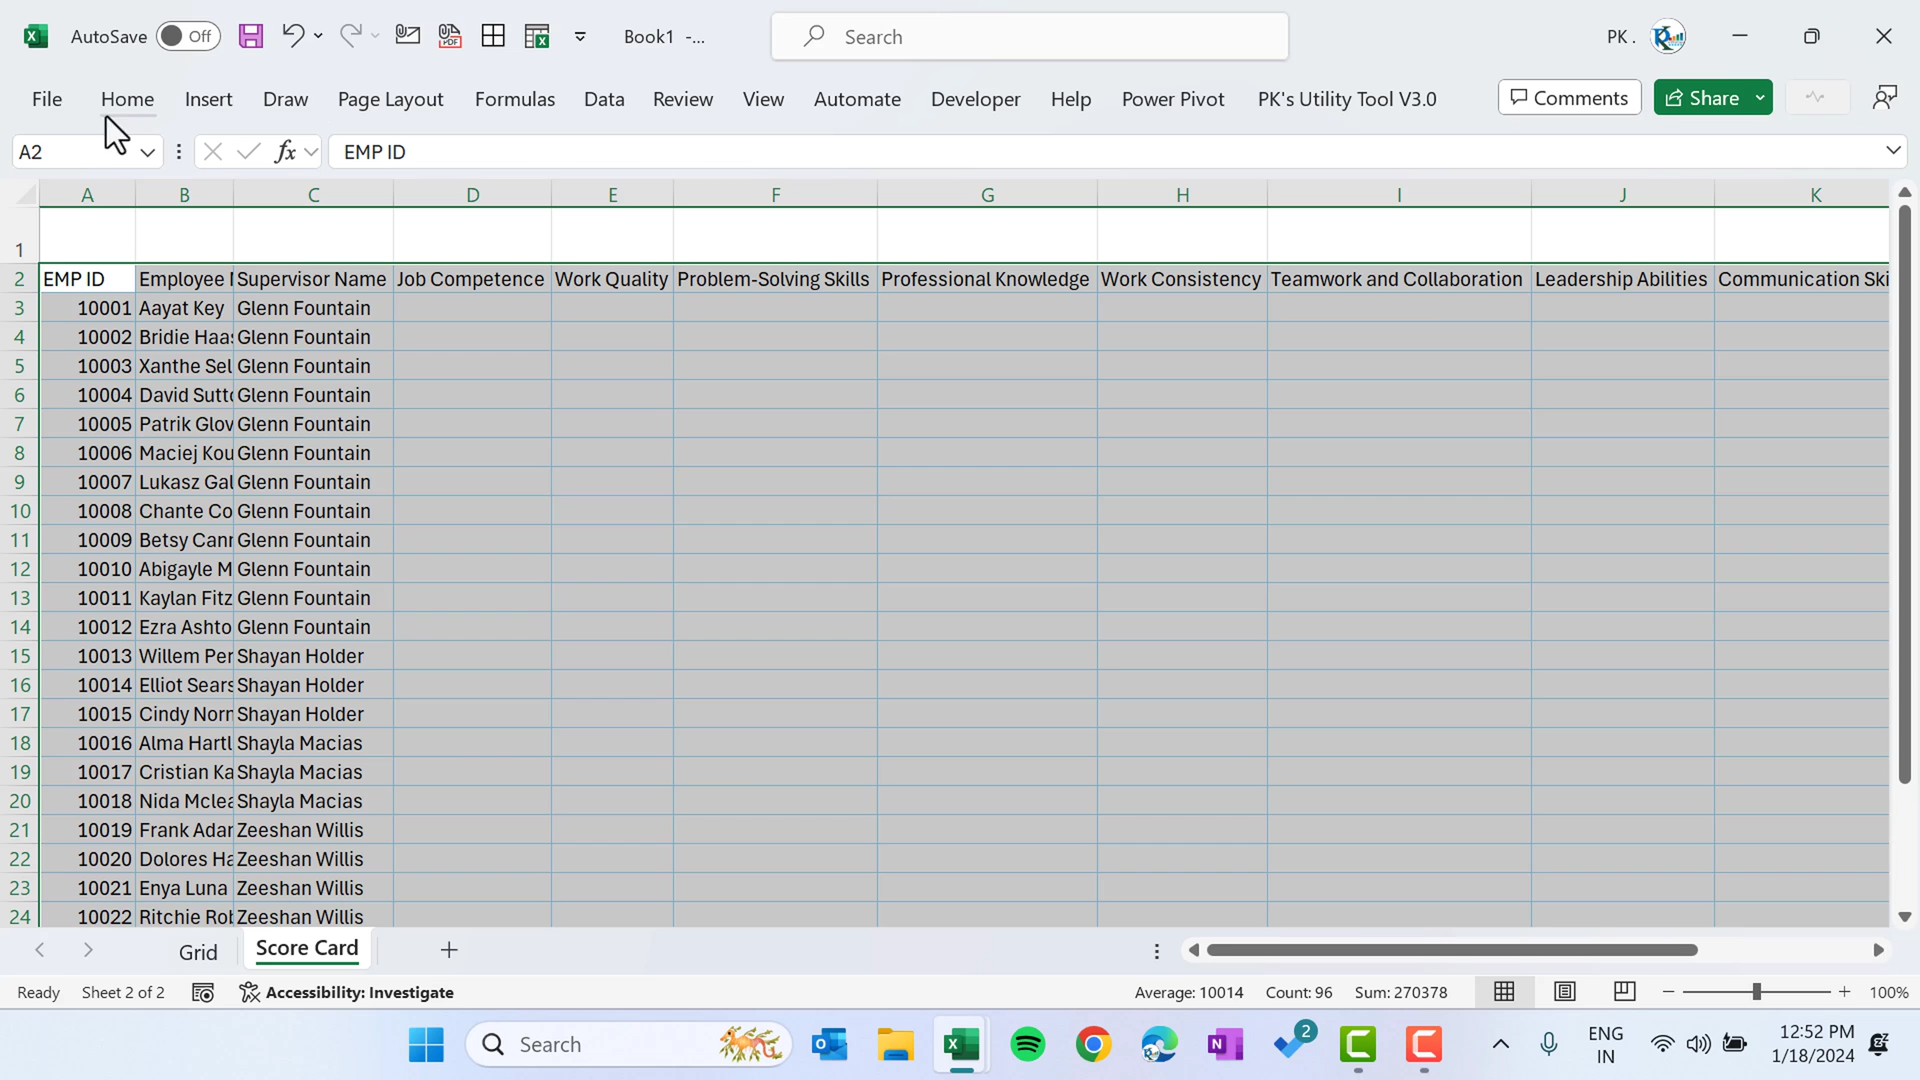 AutoSave Off Book1 -... Search PK .
File Home Insert Draw Page Layout Formulas Data Review View Automate Developer Help Power Pivot PK's Utility Tool V3.0 Comments Share
A2 fx EMP ID
A B C D E F G H I J K
1
2 EMP ID Employee Supervisor Name Job Competence Work Quality Problem-Solving Skills Professional Knowledge Work Consistency Teamwork and Collaboration Leadership Abilities Communication Ski
3 10001 Aayat Key Glenn Fountain
4 10002 Bridie Haa Glenn Fountain
5 10003 Xanthe Sel Glenn Fountain
6 10004 David Sutt Glenn Fountain
7 10005 Patrik Glov Glenn Fountain
8 10006 Maciej Kou Glenn Fountain
9 10007 Lukasz Gal Glenn Fountain
10 10008 Chante Co Glenn Fountain
11 10009 Betsy Cann Glenn Fountain
12 10010 Abigayle M Glenn Fountain
13 10011 Kaylan Fitz Glenn Fountain
14 10012 Ezra Ashto Glenn Fountain
15 10013 Willem Per Shayan Holder
16 10014 Elliot Sears Shayan Holder
17 10015 Cindy Norr Shayan Holder
18 10016 Alma Hartl Shayla Macias
19 10017 Cristian Ka Shayla Macias
20 10018 Nida Mclea Shayla Macias
21 10019 Frank Adar Zeeshan Willis
22 10020 Dolores Ha Zeeshan Willis
23 10021 Enya Luna Zeeshan Willis
24 10022 Ritchie Rob Zeeshan Willis
Grid Score Card
Ready Sheet 2 of 2 Accessibility: Investigate Average: 10014 Count: 96 Sum: 270378 100%
Search 2 ENG IN 12:52 PM
1/18/2024